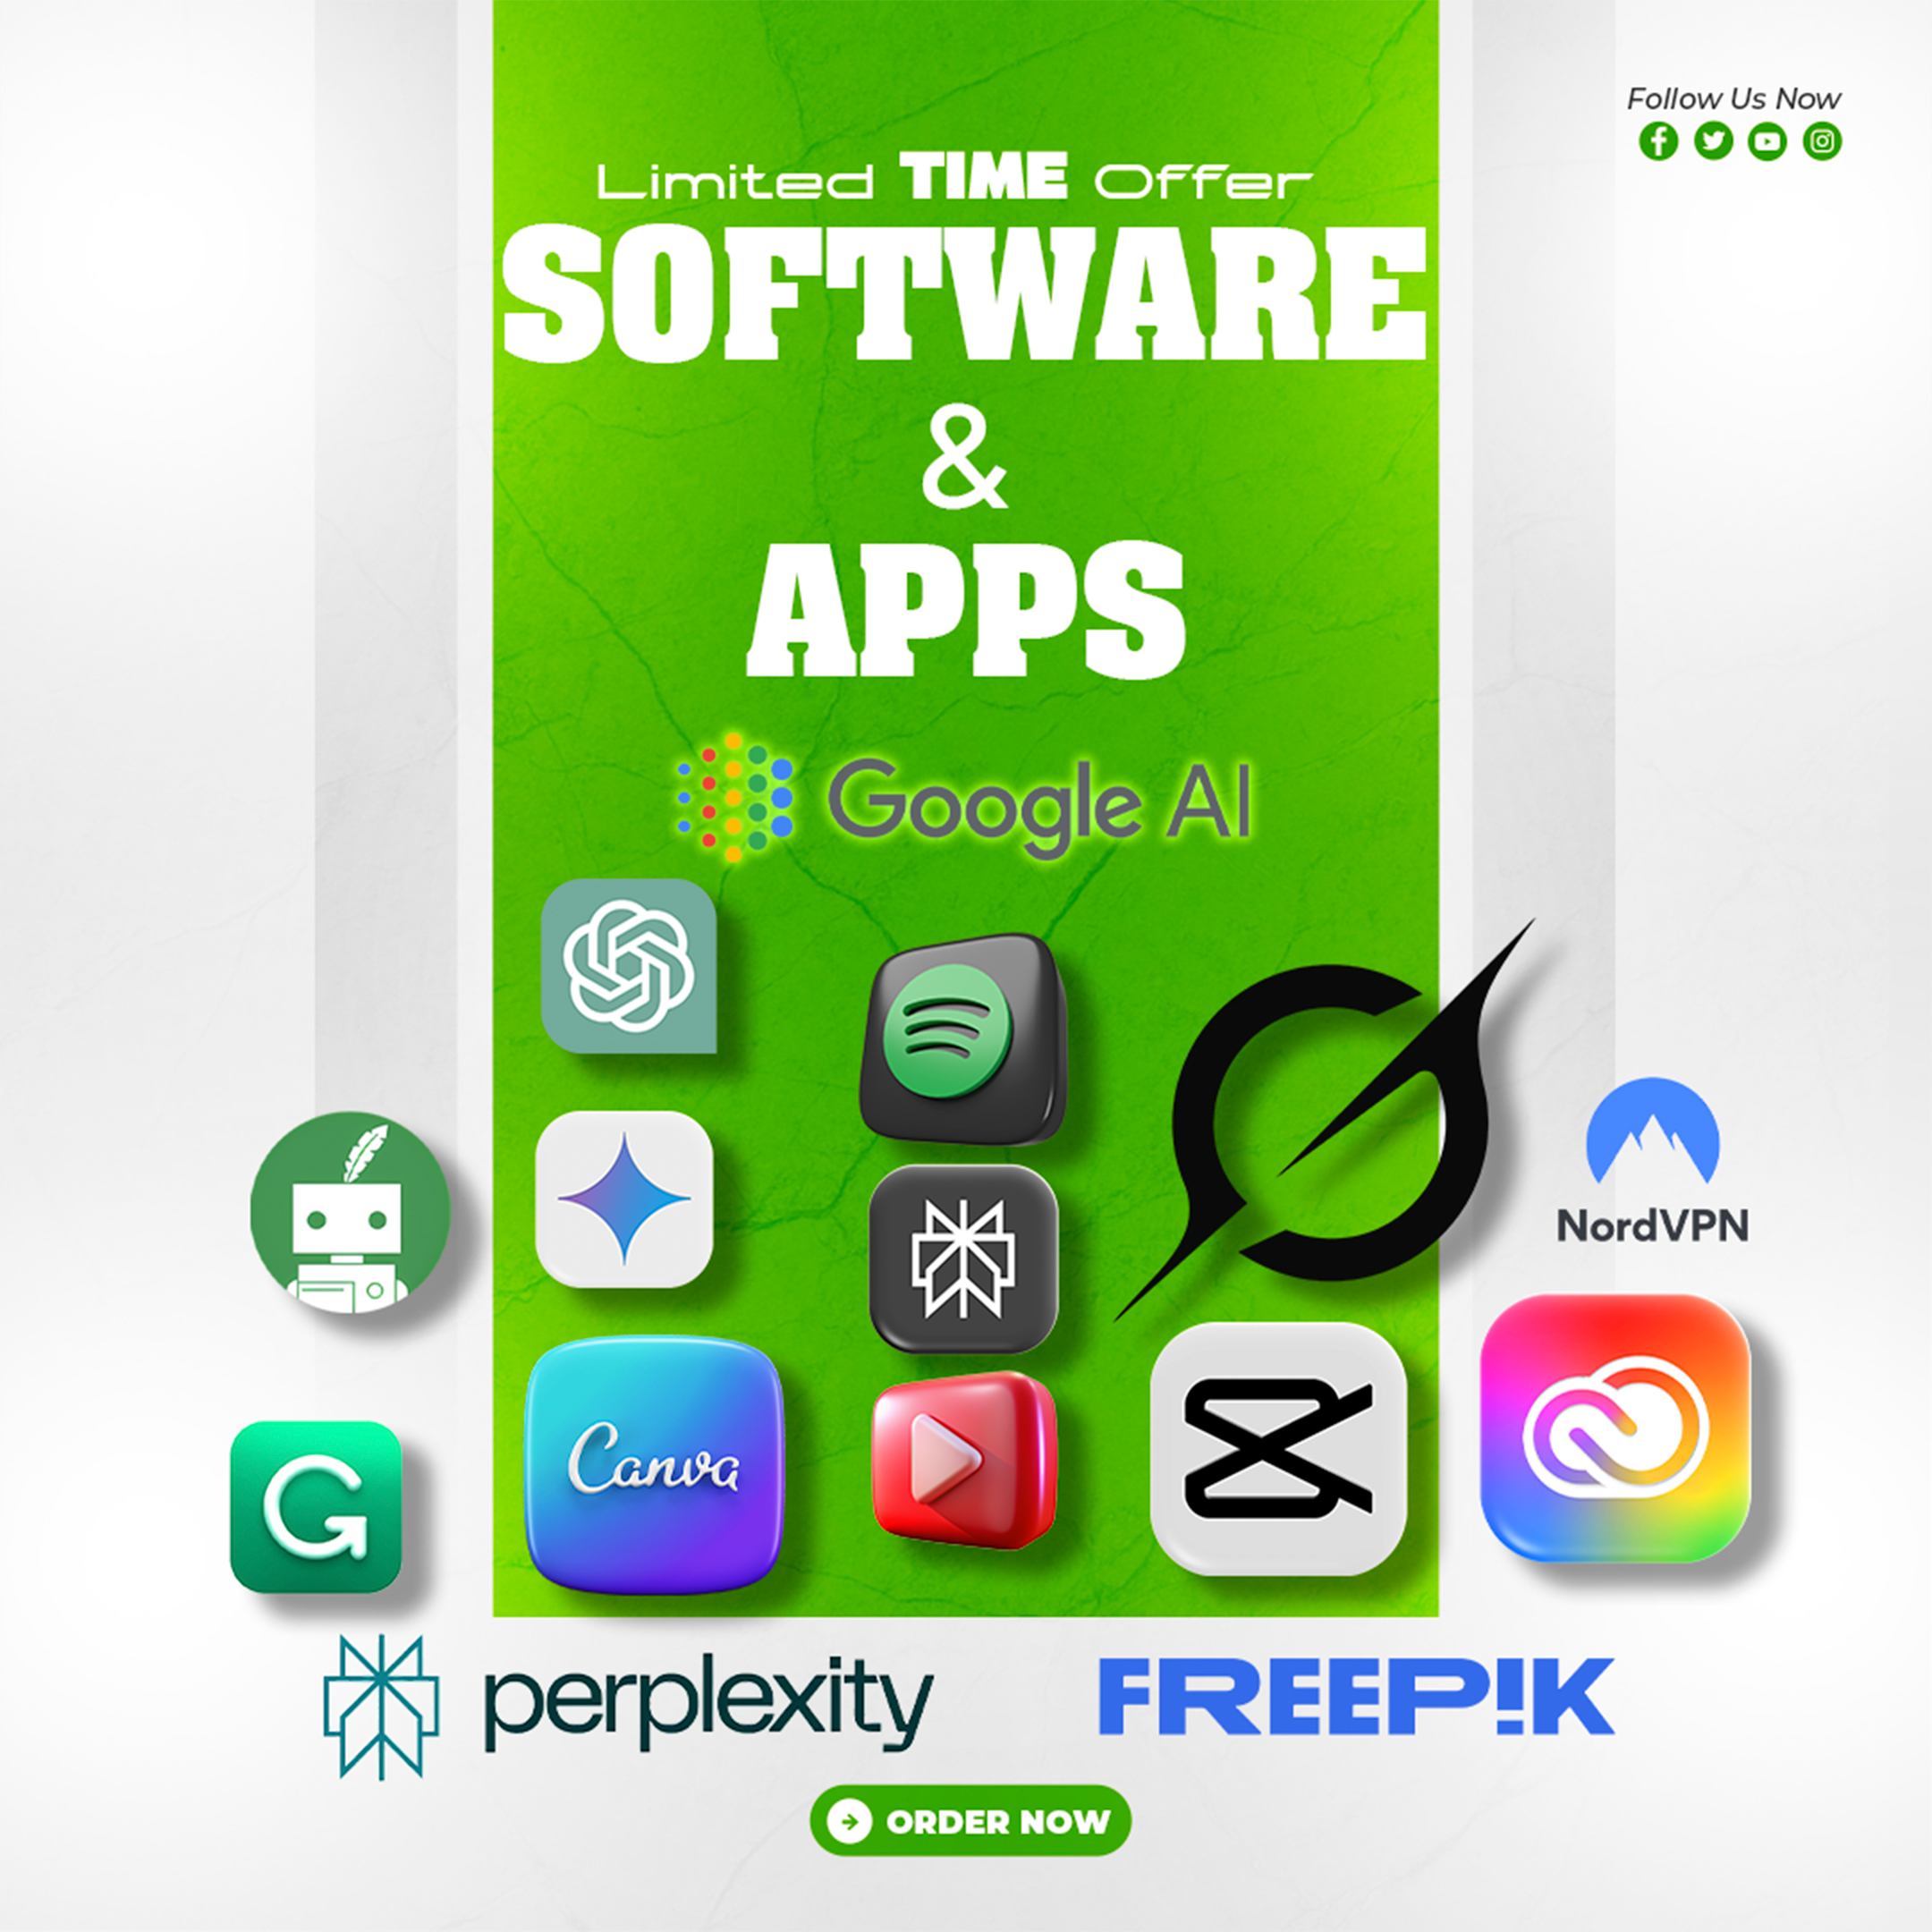 Follow Us Now
Limited TIME Offer
SOFTWARE
&
APPS
Google AI
NordVPN
Canva
perplexity
FREEP!K
ORDER NOW